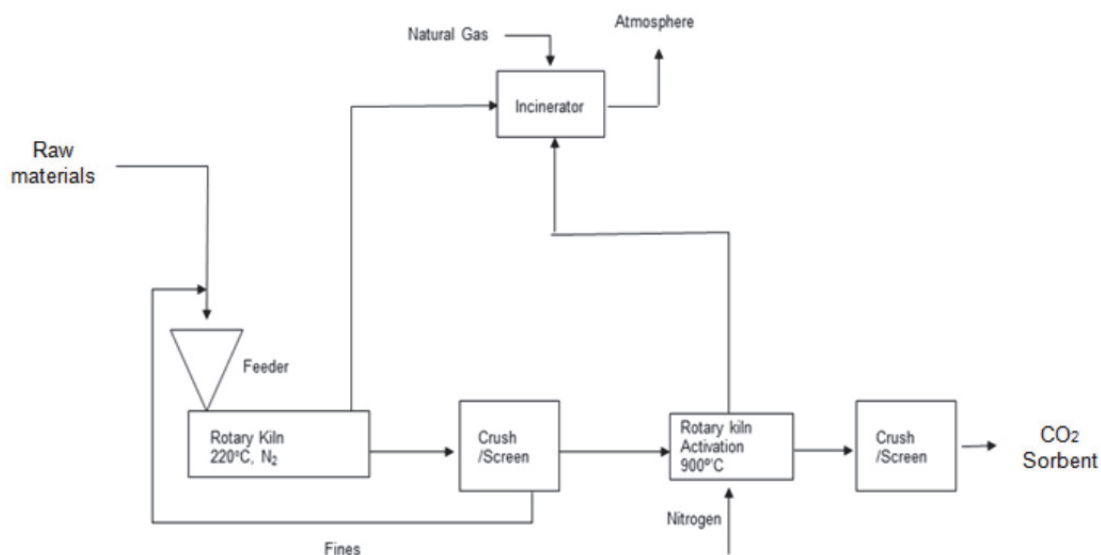 Natural Gas
Atmosphere
Incinerator
Raw
materials
Feeder
Rotary Kiln
220°C, N₂
Crush
/Screen
Rotary kiln
Activation
900°C
Crush
/Screen
CO₂
Sorbent
Nitrogen
Fines